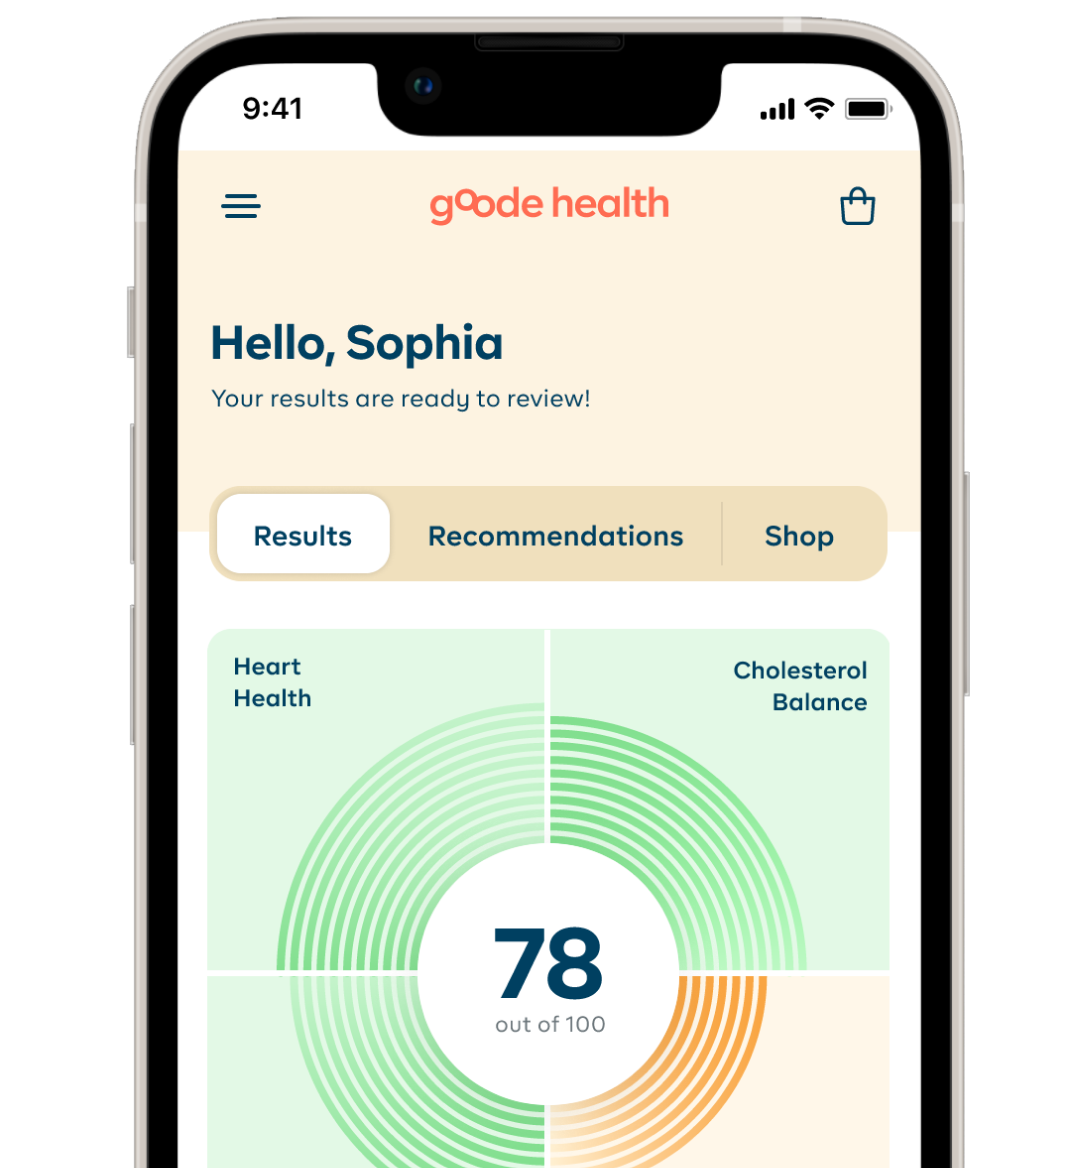 9:41
goode health
Hello, Sophia
Your results are ready to review!
Results
Recommendations
Shop
Heart
Health
Cholesterol
Balance
78
out of 100